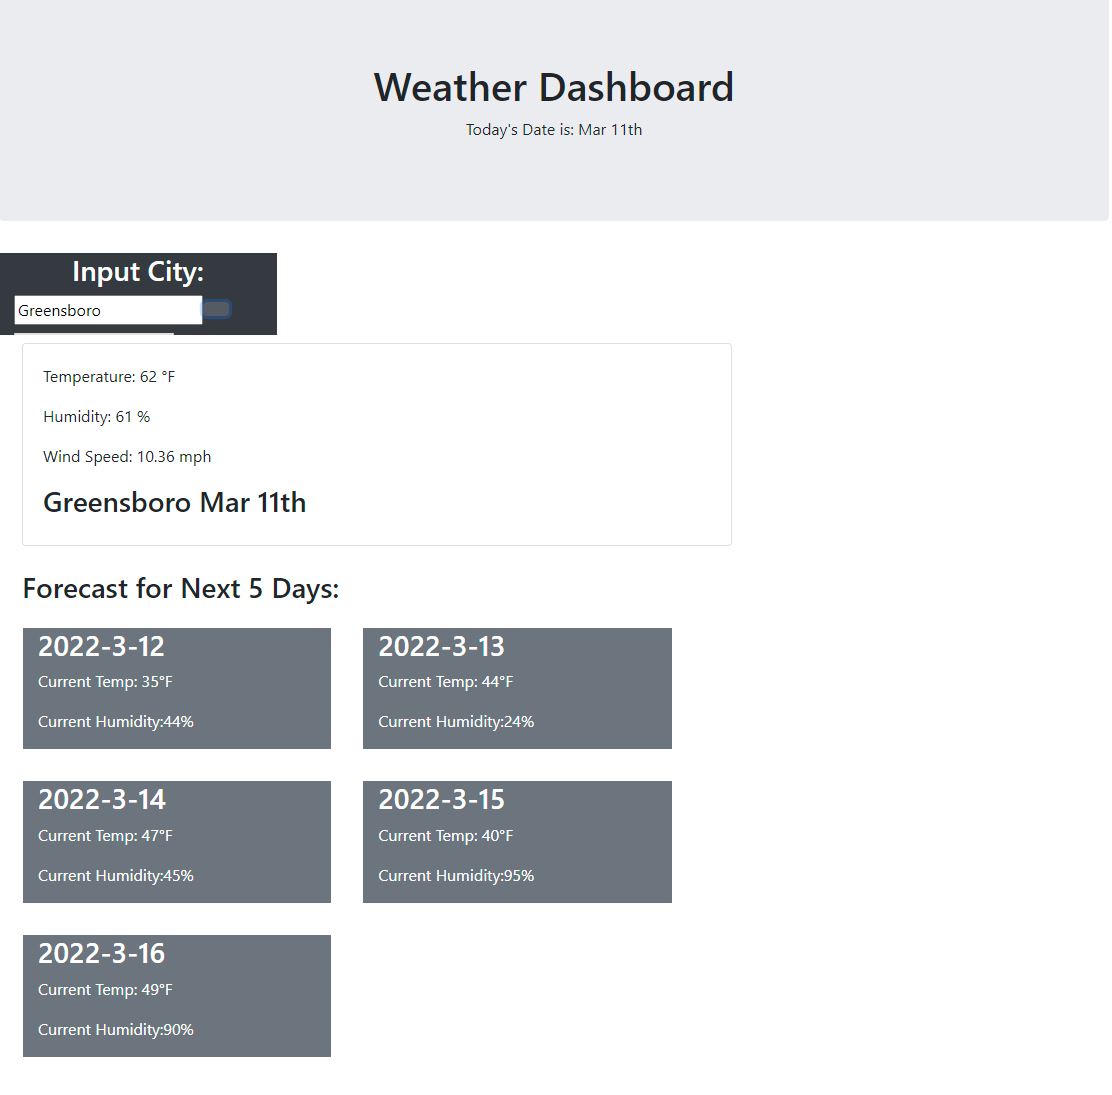 Weather Dashboard
Today's Date is: Mar 11th
Input City:
Greensboro
Temperature: 62 °F
Humidity: 61 %
Wind Speed: 10.36 mph
Greensboro Mar 11th
Forecast for Next 5 Days:
2022-3-12
Current Temp: 35°F
Current Humidity:44%
2022-3-13
Current Temp: 44°F
Current Humidity:24%
2022-3-14
Current Temp: 47°F
Current Humidity:45%
2022-3-15
Current Temp: 40°F
Current Humidity:95%
2022-3-16
Current Temp: 49°F
Current Humidity:90%